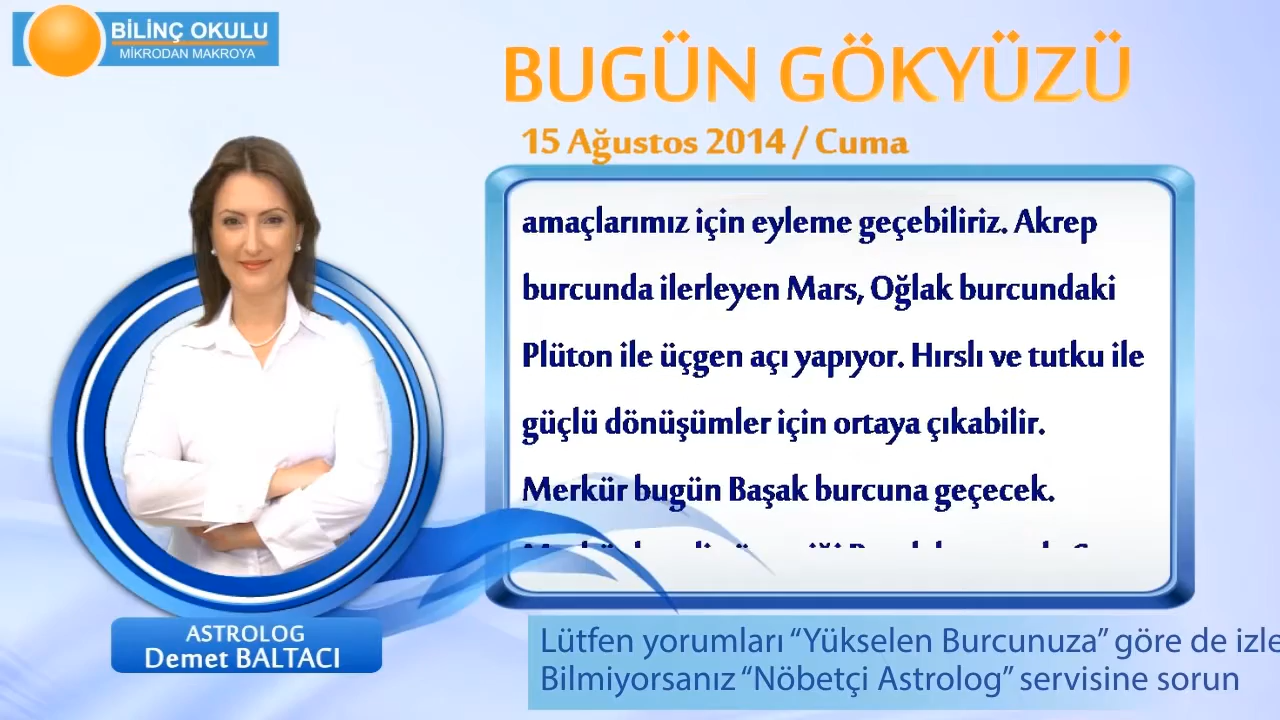 BİLİNÇ OKULU
MİKRODAN MAKROYA
BUGÜN GÖKYÜZÜ
15 Ağustos 2014 / Cuma
amaçlarımız için eyleme geçebiliriz. Akrep
burcunda ilerleyen Mars, Oğlak burcundaki
Plüton ile üçgen açı yapıyor. Hırslı ve tutku ile
güçlü dönüşümler için ortaya çıkabilir.
Merkür bugün Başak burcuna geçecek.
ASTROLOG
Demet BALTACI
Lütfen yorumları “Yükselen Burcunuza” göre de izle
Bilmiyorsanız “Nöbetçi Astrolog” servisine sorun